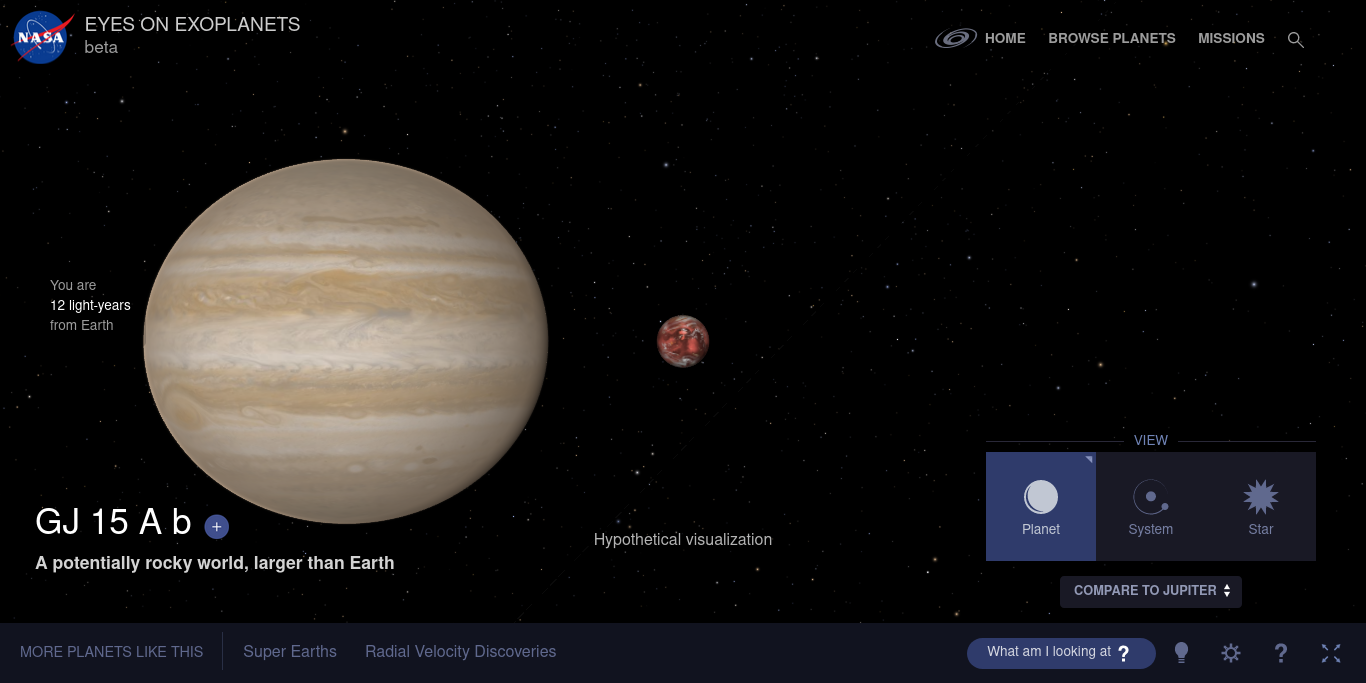 NASA
EYES ON EXOPLANETS
beta
HOME
BROWSE PLANETS
MISSIONS
You are
12 light-years
from Earth
VIEW
Planet
System
Star
GJ 15 A b +
A potentially rocky world, larger than Earth
Hypothetical visualization
COMPARE TO JUPITER
MORE PLANETS LIKE THIS
Super Earths
Radial Velocity Discoveries
What am I looking at ?
?